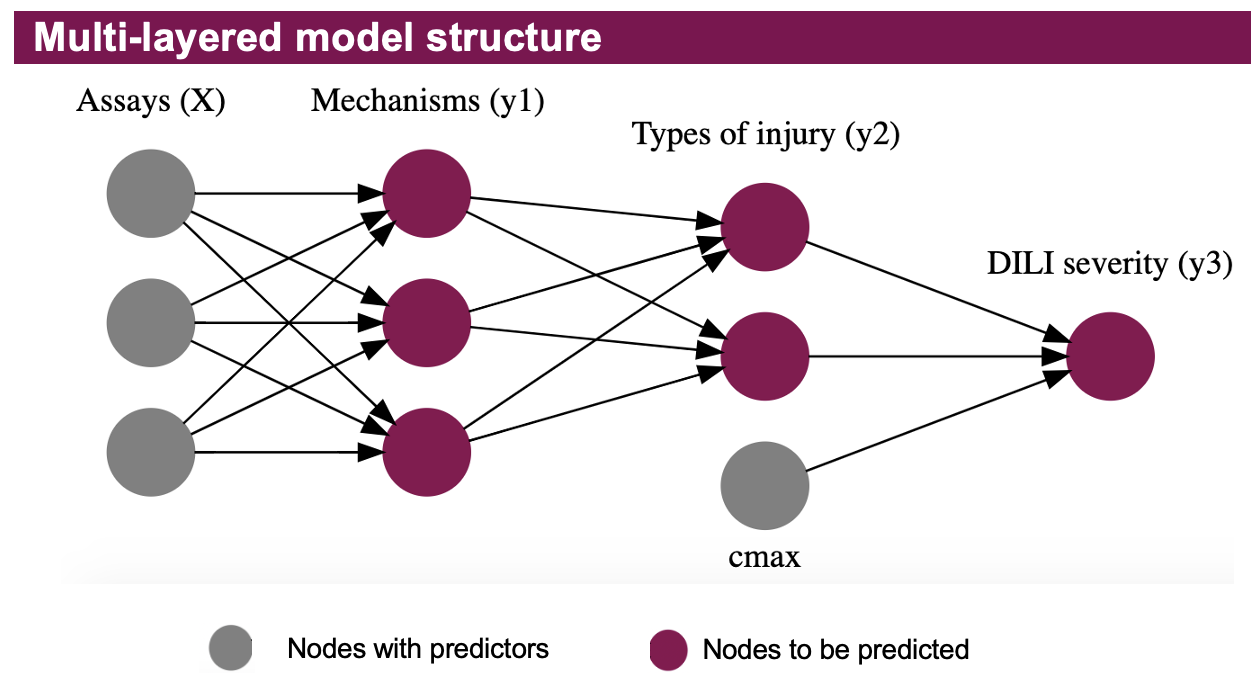 Multi-layered model structure
Assays (X)
Mechanisms (y1)
Types of injury (y2)
DILI severity (y3)
cmax
Nodes with predictors
Nodes to be predicted